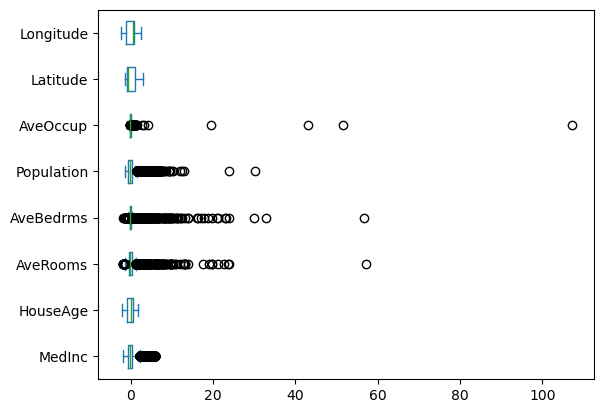 Longitude
Latitude
AveOccup
Population
AveBedrms
AveRooms
HouseAge
MedInc
0 20 40 60 80 100